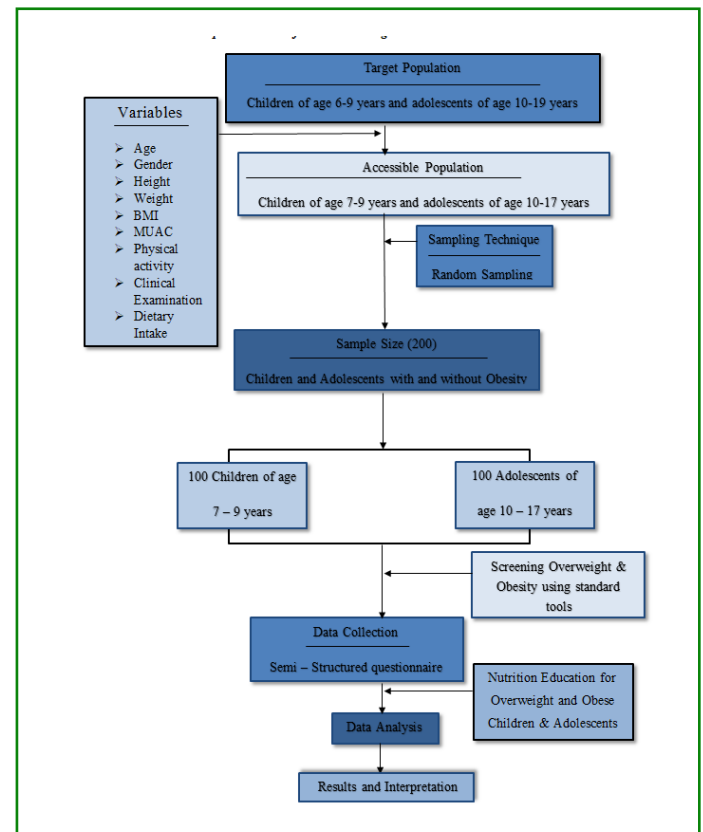 Target Population
Children of age 6-9 years and adolescents of age 10-19 years
Variables
➢ Age
➢ Gender
➢ Height
➢ Weight
➢ BMI
➢ MUAC
➢ Physical
activity
➢ Clinical
Examination
➢ Dietary
Intake
Accessible Population
Children of age 7-9 years and adolescents of age 10-17 years
Sampling Technique
Random Sampling
Sample Size (200)
Children and Adolescents with and without Obesity
100 Children of age
7 – 9 years
100 Adolescents of
age 10 – 17 years
Screening Overweight &
Obesity using standard
tools
Data Collection
Semi – Structured questionnaire
Nutrition Education for
Overweight and Obese
Children & Adolescents
Data Analysis
Results and Interpretation